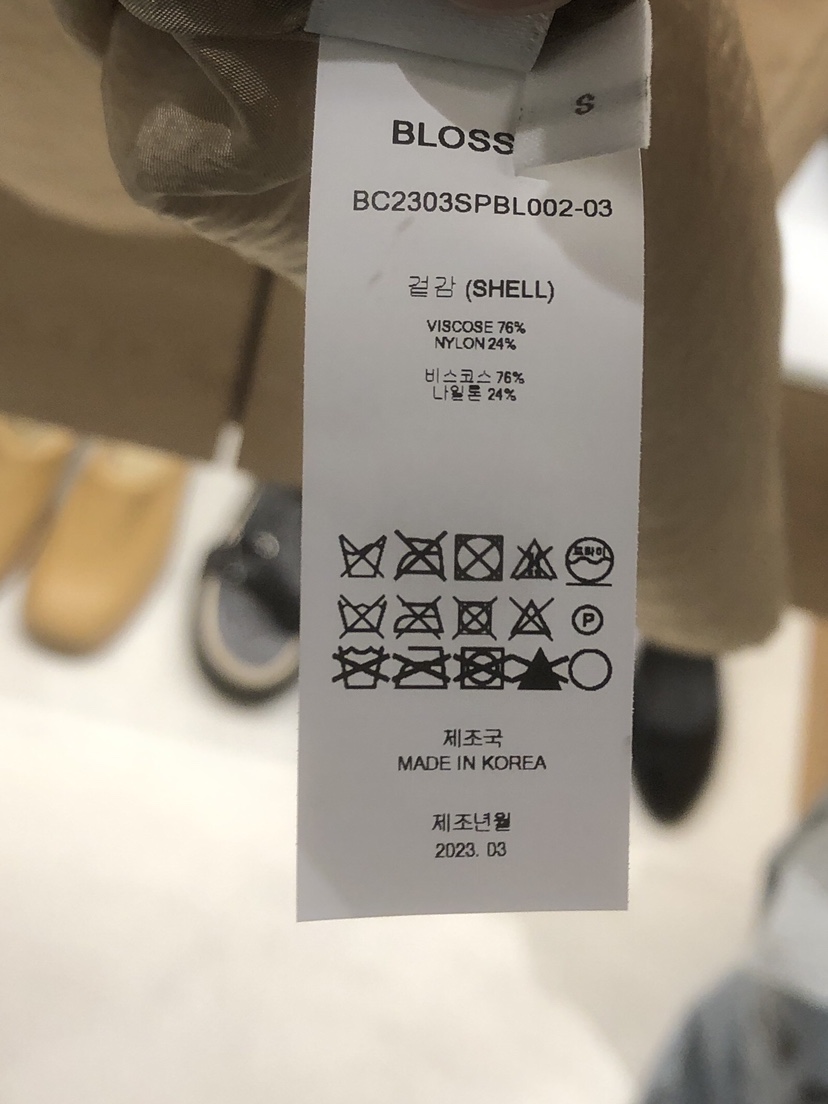 S
BLOSS
BC2303SPBL002-03
겉감 (SHELL)
VISCOSE 76%
NYLON 24%
비스코스 76%
나일론 24%
드라이
P
제조국
MADE IN KOREA
제조년월
2023. 03